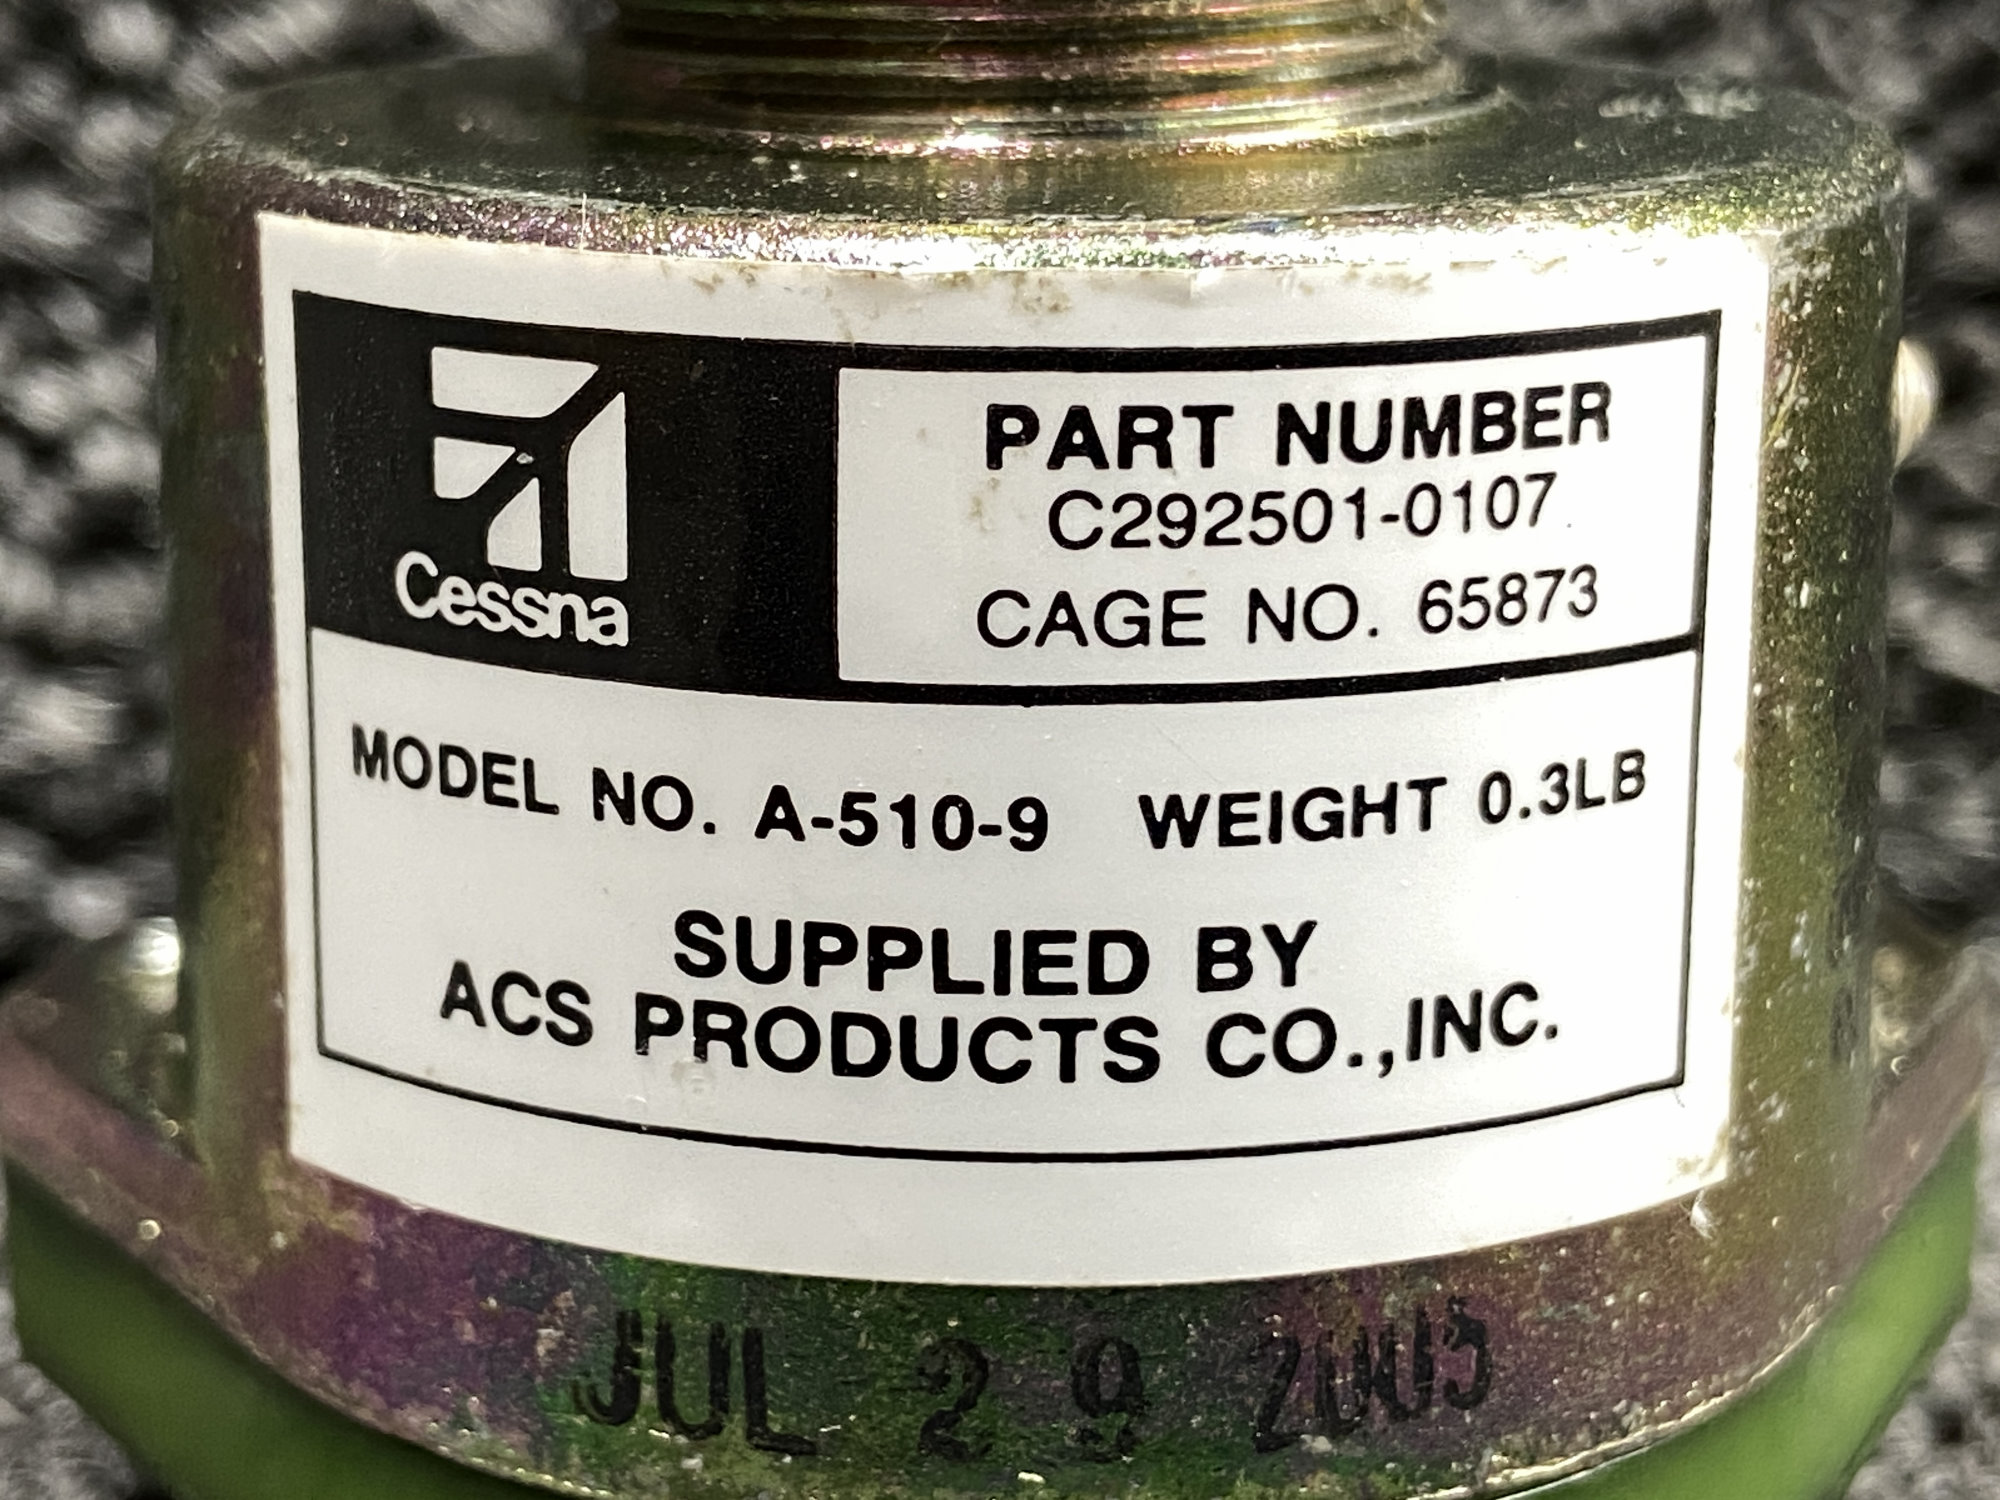 Cessna
PART NUMBER
C292501-0107
CAGE NO. 65873
MODEL NO. A-510-9 WEIGHT 0.3LB
SUPPLIED BY
ACS PRODUCTS CO.,INC.
JUL 29 2005